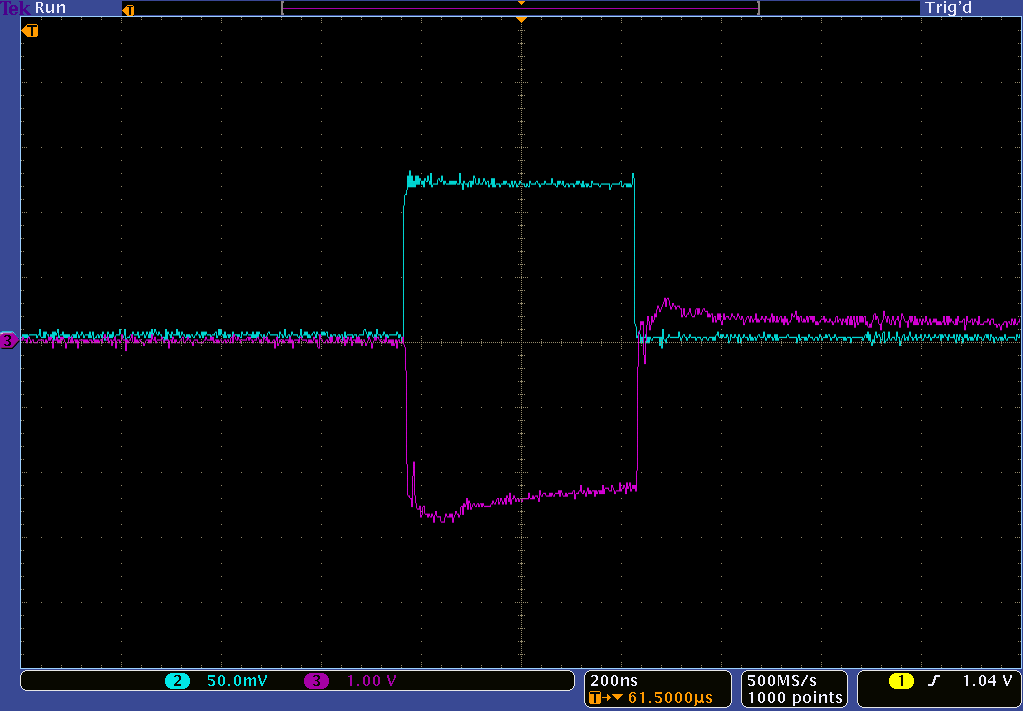 Tek Run T Trig'd
T
3
2 50.0mV 3 1.00 V 200ns 500MS/s 1 1.04 V
T→▼ 61.5000µs 1000 points